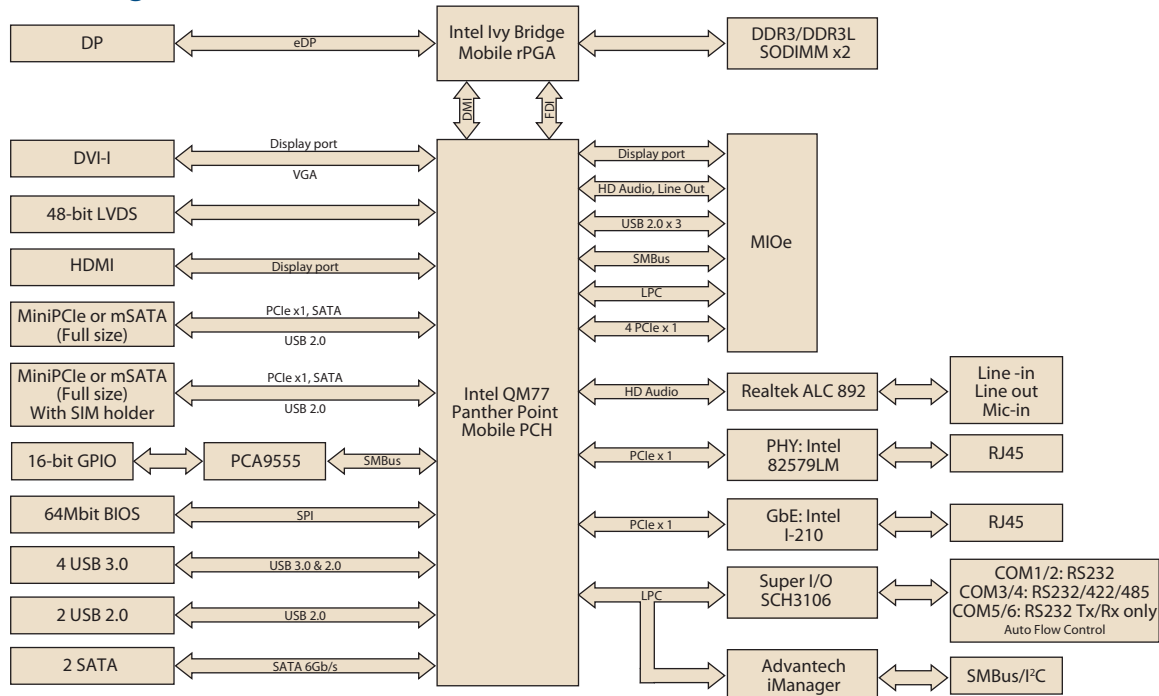 DP
eDP
Intel Ivy Bridge
Mobile rPGA
DDR3/DDR3L
SODIMM x2
DMI
FDI
DVI-I
Display port
VGA
48-bit LVDS
HDMI
Display port
MiniPCIe or mSATA
(Full size)
PCIe x1, SATA
USB 2.0
MiniPCIe or mSATA
(Full size)
With SIM holder
PCIe x1, SATA
USB 2.0
16-bit GPIO
PCA9555
SMBus
64Mbit BIOS
SPI
4 USB 3.0
USB 3.0 & 2.0
2 USB 2.0
USB 2.0
2 SATA
SATA 6Gb/s
Intel QM77
Panther Point
Mobile PCH
Display port
HD Audio, Line Out
USB 2.0 x 3
SMBus
LPC
4 PCIe x 1
MIOe
HD Audio
Realtek ALC 892
Line -in
Line out
Mic-in
PCIe x 1
PHY: Intel
82579LM
RJ45
PCIe x 1
GbE: Intel
I-210
RJ45
LPC
Super I/O
SCH3106
COM1/2: RS232
COM3/4: RS232/422/485
COM5/6: RS232 Tx/Rx only
Auto Flow Control
Advantech
iManager
SMBus/I²C